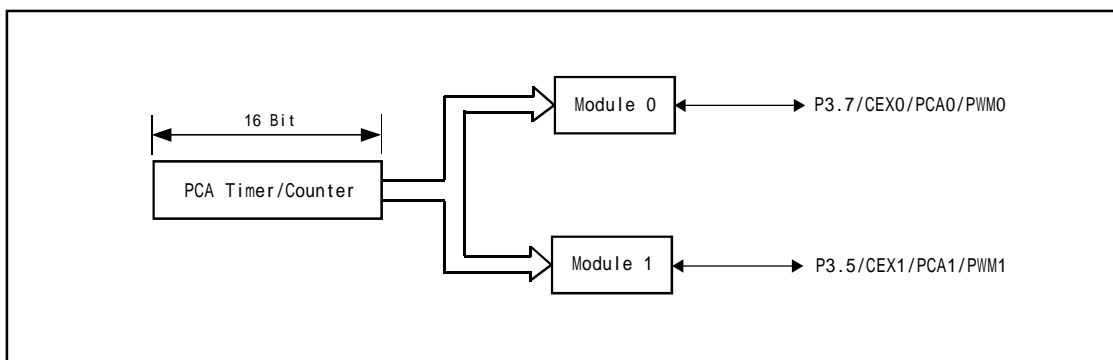 Module 0
P3.7/CEX0/PCA0/PWM0
16 Bit
PCA Timer/Counter
Module 1
P3.5/CEX1/PCA1/PWM1